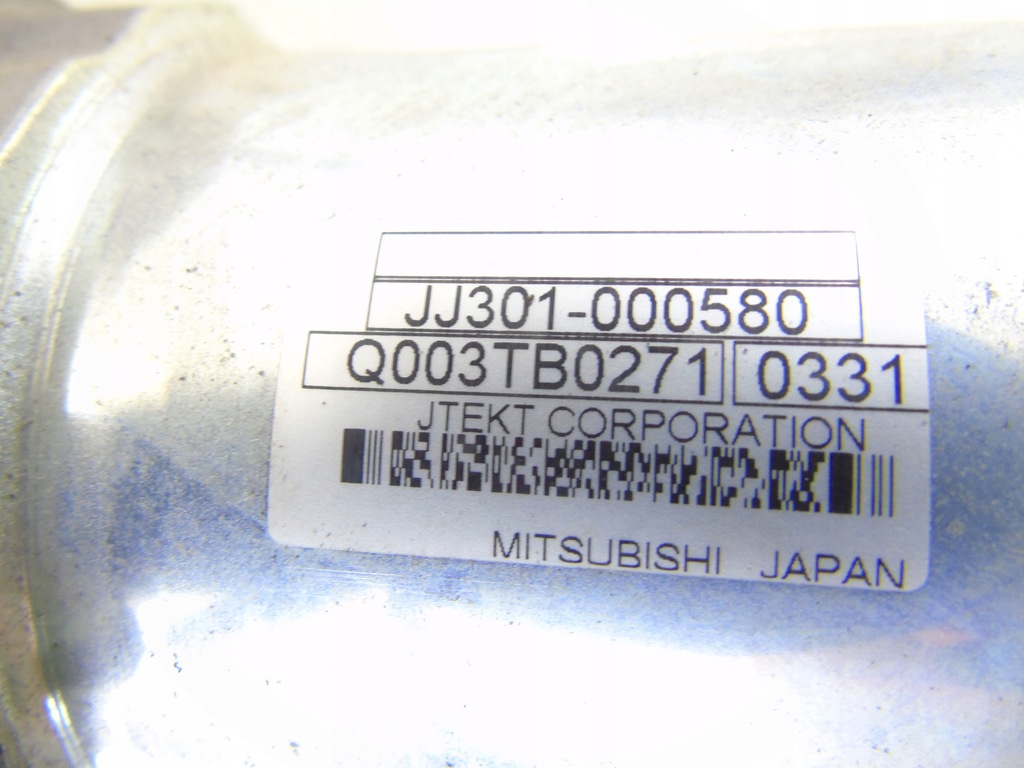 JJ301-000580
Q003TB0271 0331
JTEKT CORPORATION
MITSUBISHI JAPAN